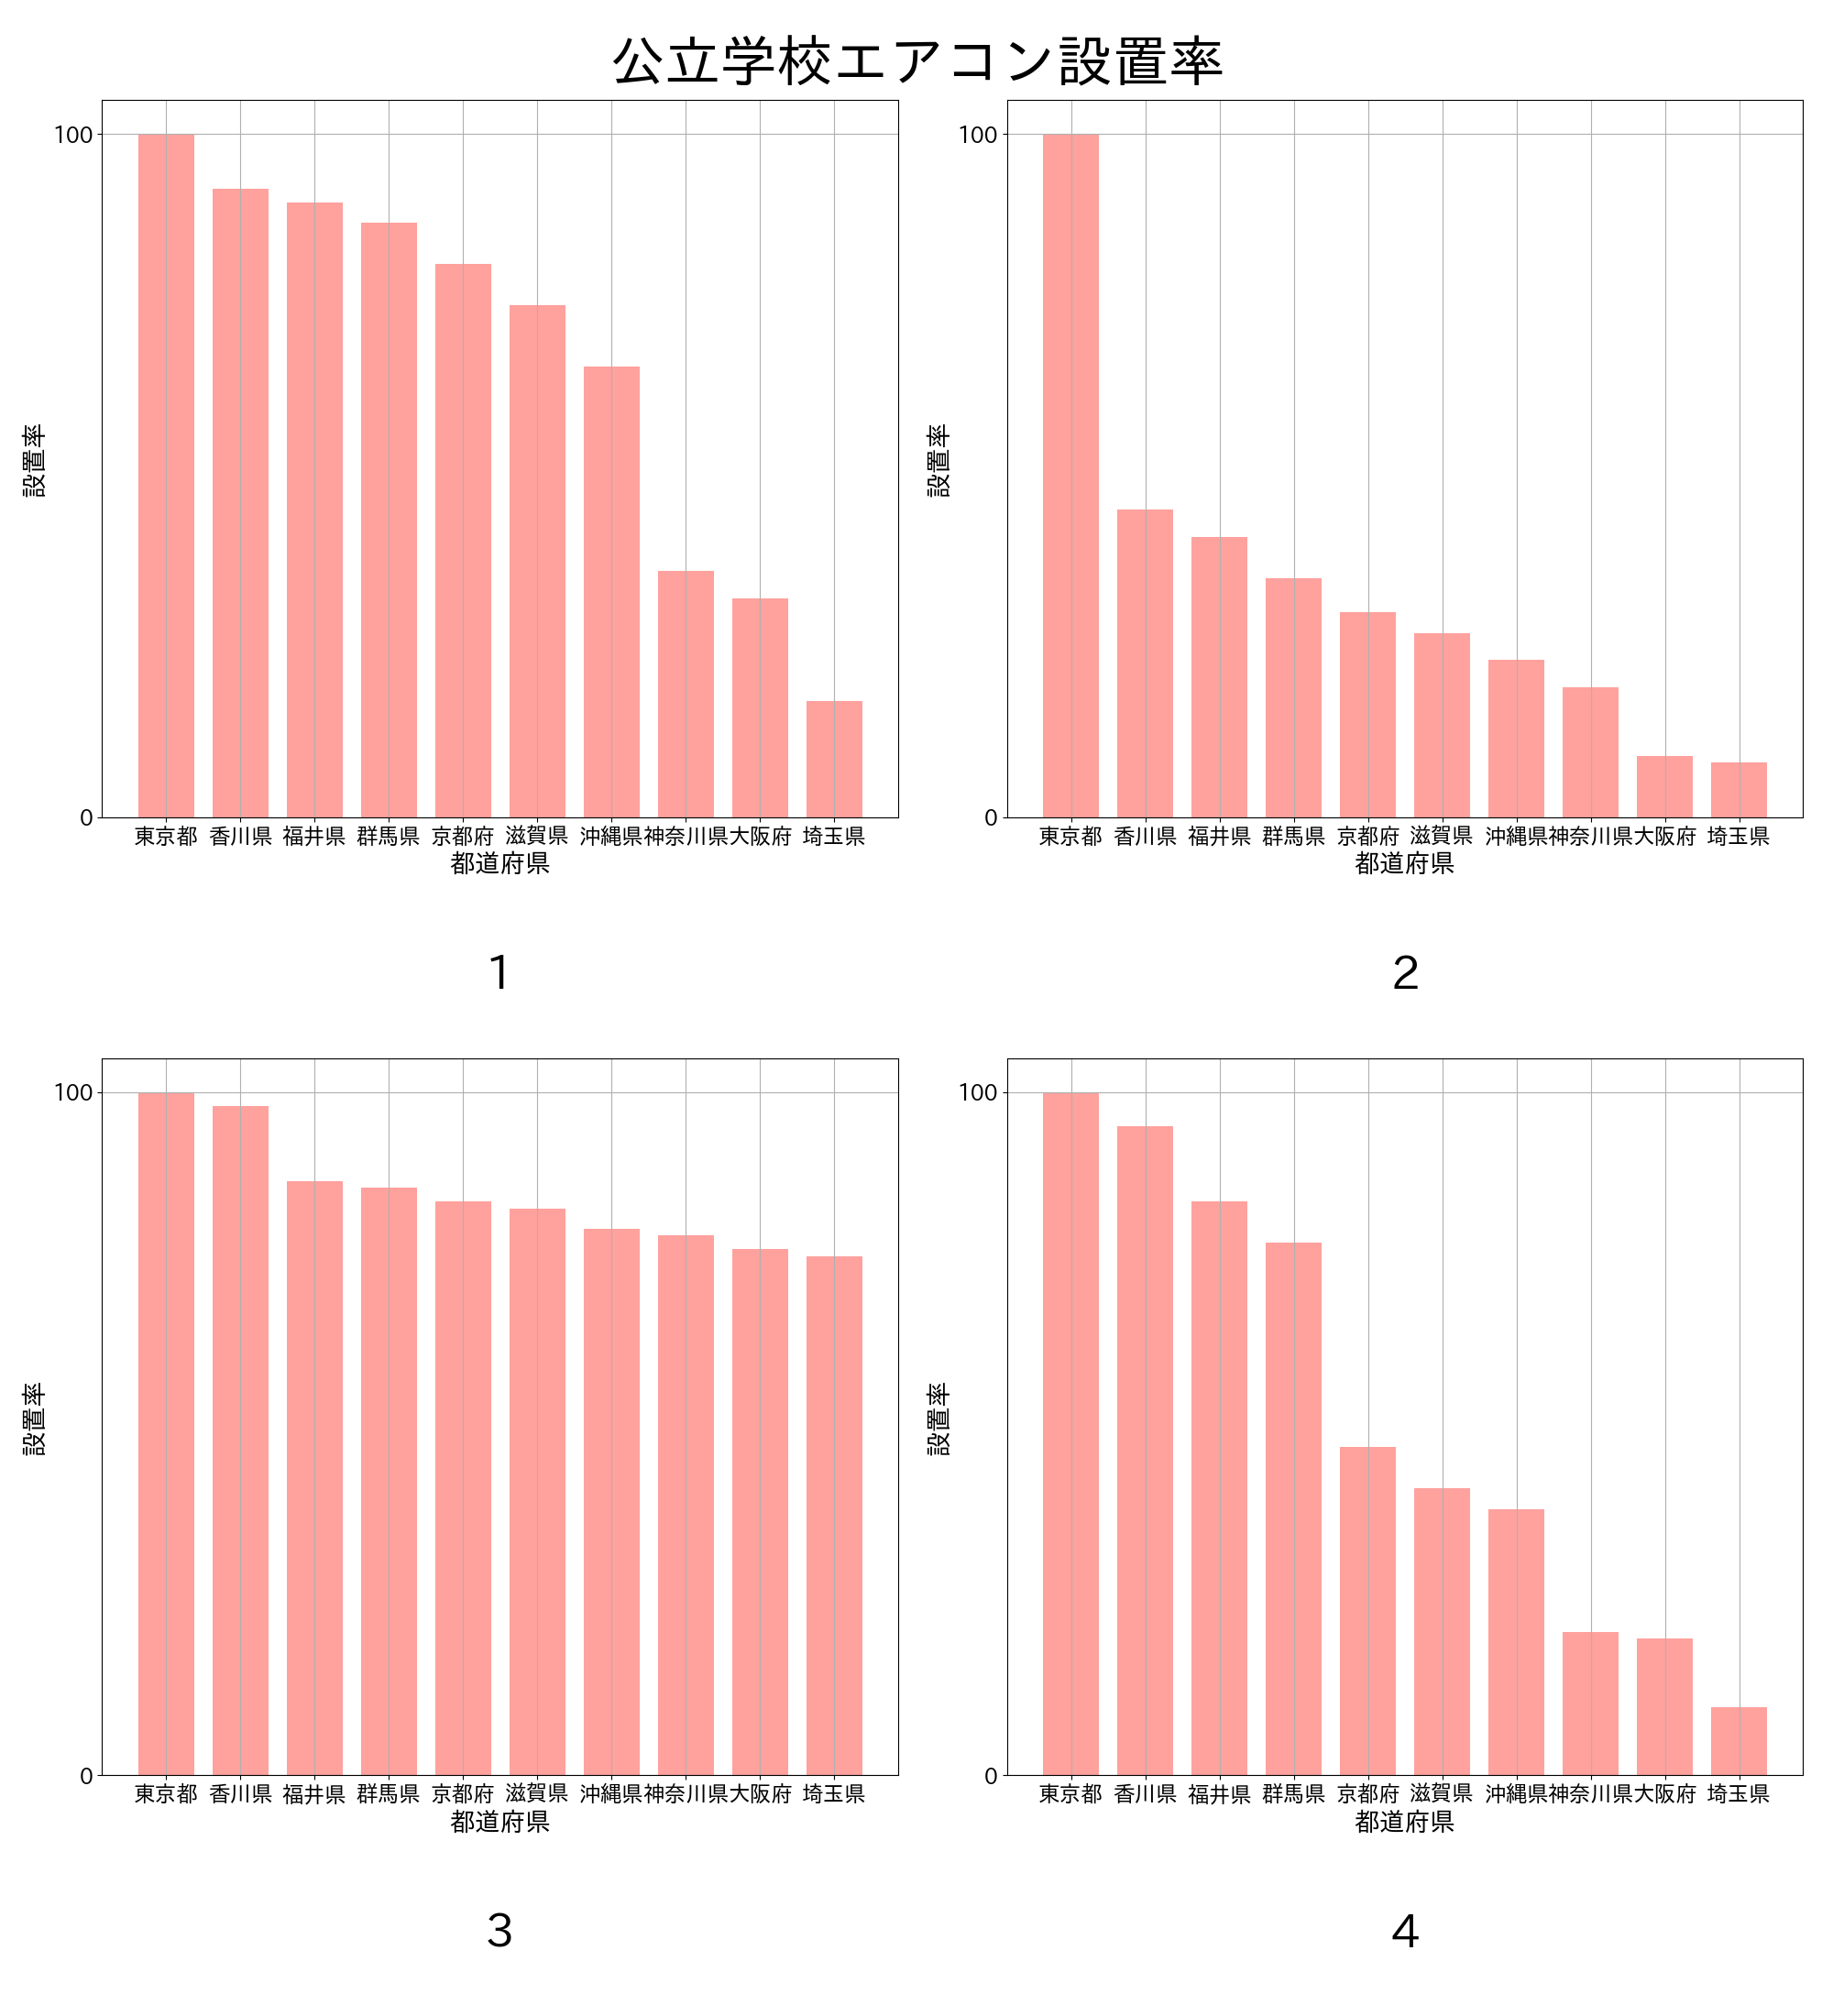 公立学校エアコン設置率
100
0
設置率
東京都 香川県 福井県 群馬県 京都府 滋賀県 沖縄県 神奈川県 大阪府 埼玉県
都道府県
1
100
0
設置率
東京都 香川県 福井県 群馬県 京都府 滋賀県 沖縄県 神奈川県 大阪府 埼玉県
都道府県
2
100
0
設置率
東京都 香川県 福井県 群馬県 京都府 滋賀県 沖縄県 神奈川県 大阪府 埼玉県
都道府県
3
100
0
設置率
東京都 香川県 福井県 群馬県 京都府 滋賀県 沖縄県 神奈川県 大阪府 埼玉県
都道府県
4